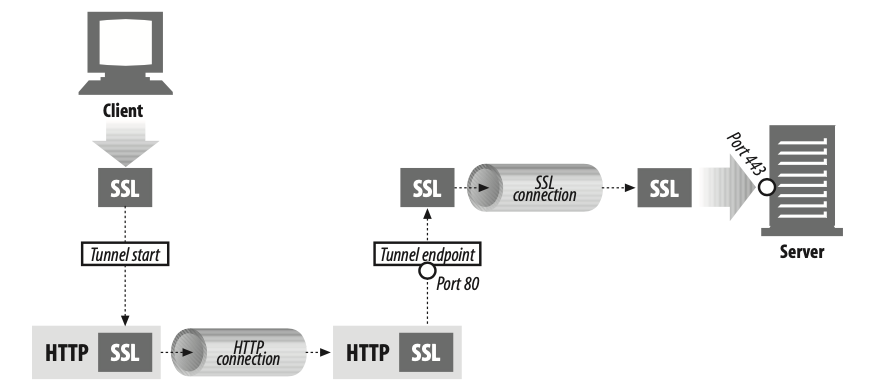 Client
SSL
Tunnel start
HTTP SSL
HTTP
connection
HTTP SSL
Port 80
Tunnel endpoint
SSL
SSL
connection
SSL
Port 443
Server